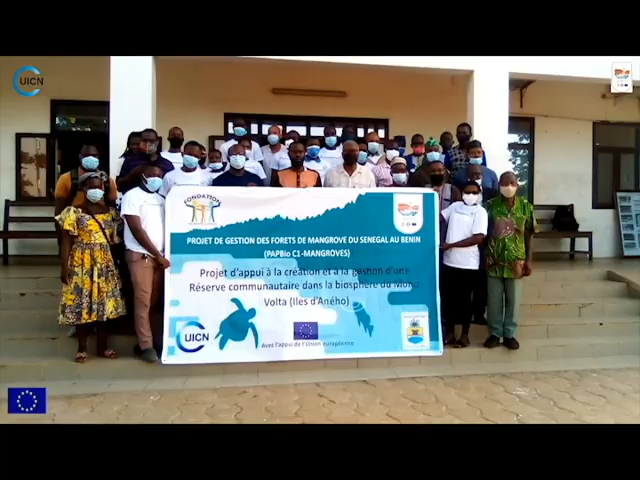 UICN
FONDATION
PROJET DE GESTION DES FORETS DE MANGROVE DU SENEGAL AU BENIN
(PAPBio C1-MANGROVES)
Projet d'appui à la création et à la gestion d'une
Réserve communautaire dans la biosphère du Mono
Volta (Iles d'Aného)
UICN
Avec l'appui de l'Union européenne